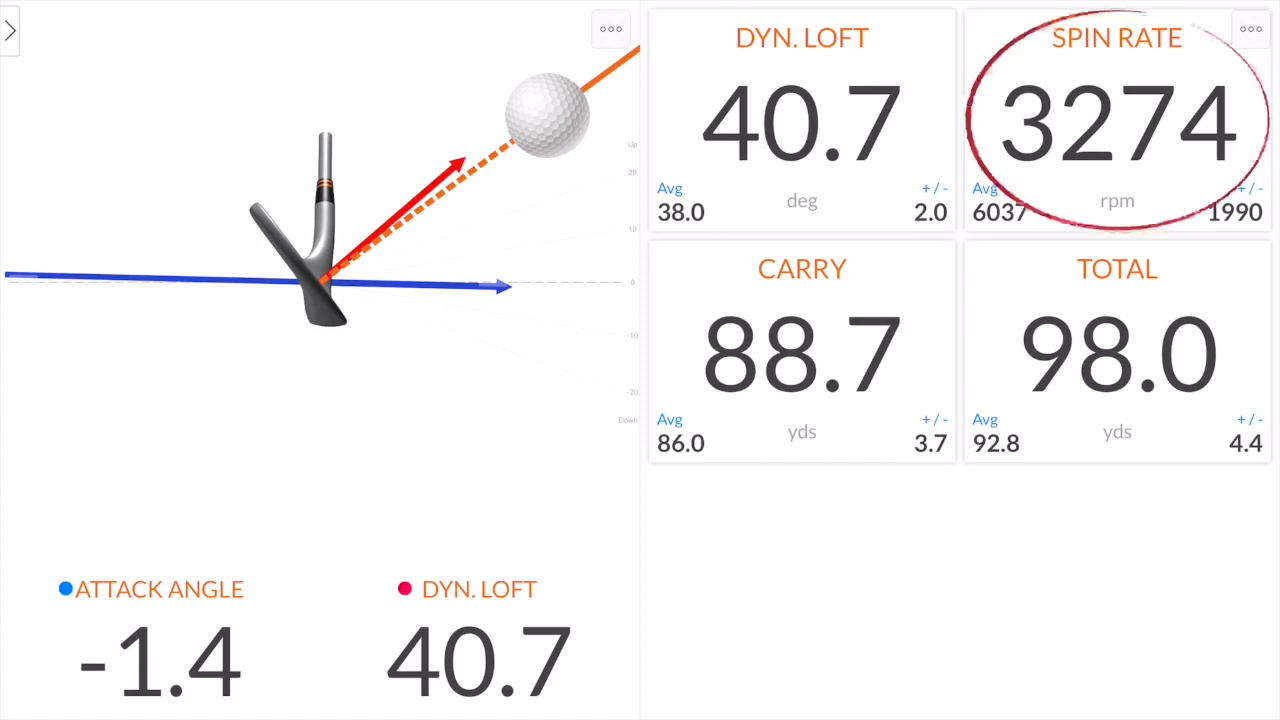 Up
20
10
0
-10
-20
Down
ATTACK ANGLE
-1.4
DYN. LOFT
40.7
DYN. LOFT
40.7
Avg
38.0
deg
+ / -
2.0
SPIN RATE
3274
Avg
6037
rpm
+ / -
1990
CARRY
88.7
Avg
86.0
yds
+ / -
3.7
TOTAL
98.0
Avg
92.8
yds
+ / -
4.4